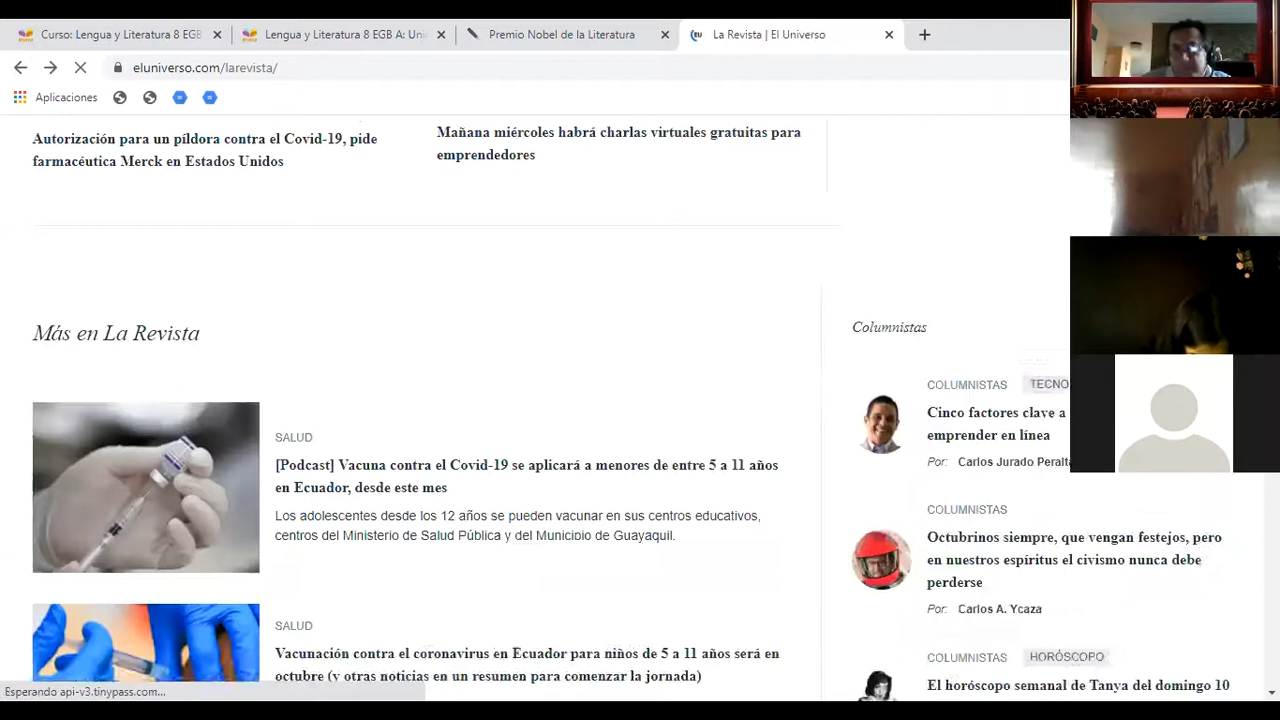 Curso: Lengua y Literatura 8 EGB
Lengua y Literatura 8 EGB A: Uni
Premio Nobel de la Literatura
La Revista | El Universo
eluniverso.com/larevista/
Aplicaciones
Autorización para un píldora contra el Covid-19, pide
farmacéutica Merck en Estados Unidos
Mañana miércoles habrá charlas virtuales gratuitas para
emprendedores
Más en La Revista
SALUD
[Podcast] Vacuna contra el Covid-19 se aplicará a menores de entre 5 a 11 años
en Ecuador, desde este mes
Los adolescentes desde los 12 años se pueden vacunar en sus centros educativos,
centros del Ministerio de Salud Pública y del Municipio de Guayaquil.
SALUD
Vacunación contra el coronavirus en Ecuador para niños de 5 a 11 años será en
octubre (y otras noticias en un resumen para comenzar la jornada)
Columnistas
COLUMNISTAS TECNO
Cinco factores clave a
emprender en línea
Por: Carlos Jurado Peralta
COLUMNISTAS
Octubrinos siempre, que vengan festejos, pero
en nuestros espíritus el civismo nunca debe
perderse
Por: Carlos A. Ycaza
COLUMNISTAS HORÓSCOPO
El horóscopo semanal de Tanya del domingo 10
Esperando api-v3.tinypass.com...